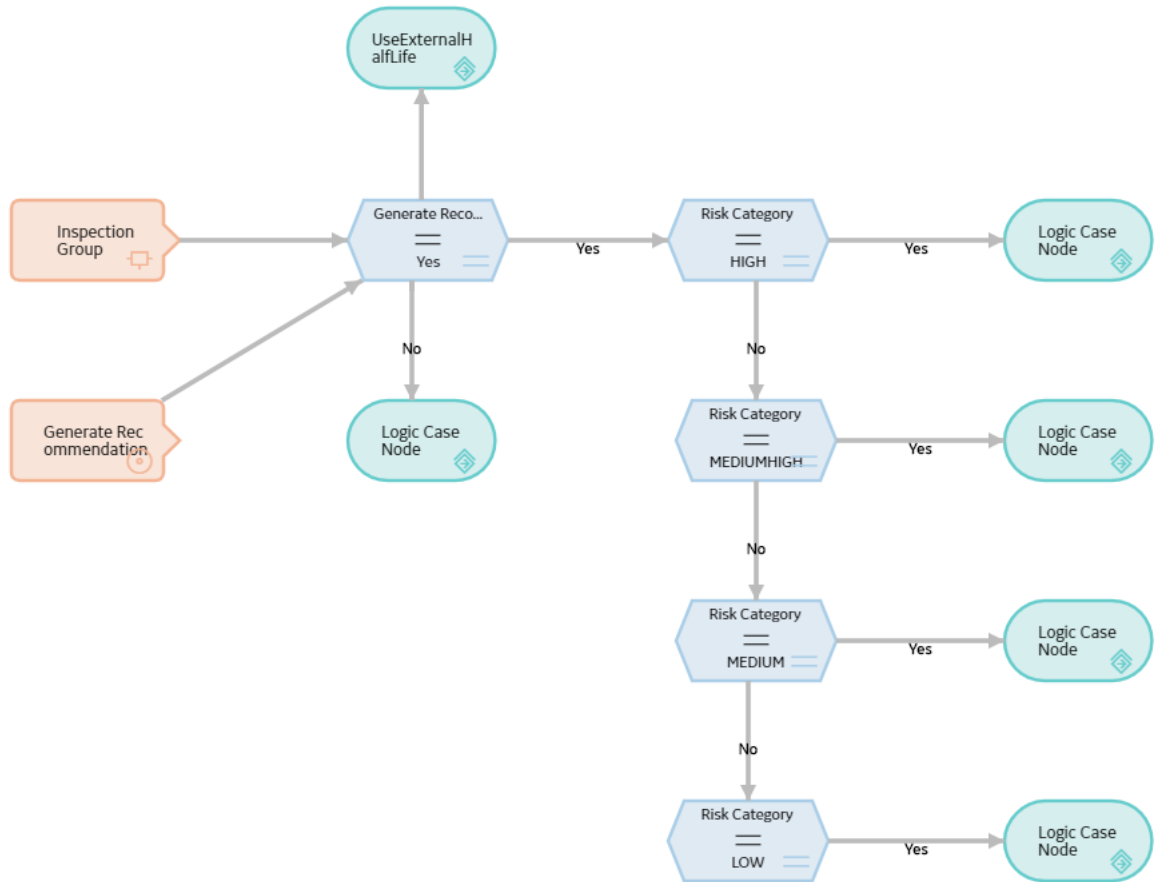 UseExternalH
alfLife
Inspection
Group
Generate Reco...
Yes
Yes
Risk Category
HIGH
Yes
Logic Case
Node
No
No
Generate Rec
ommendation
Logic Case
Node
Risk Category
MEDIUMHIGH
Yes
Logic Case
Node
No
Risk Category
MEDIUM
Yes
Logic Case
Node
No
Risk Category
LOW
Yes
Logic Case
Node